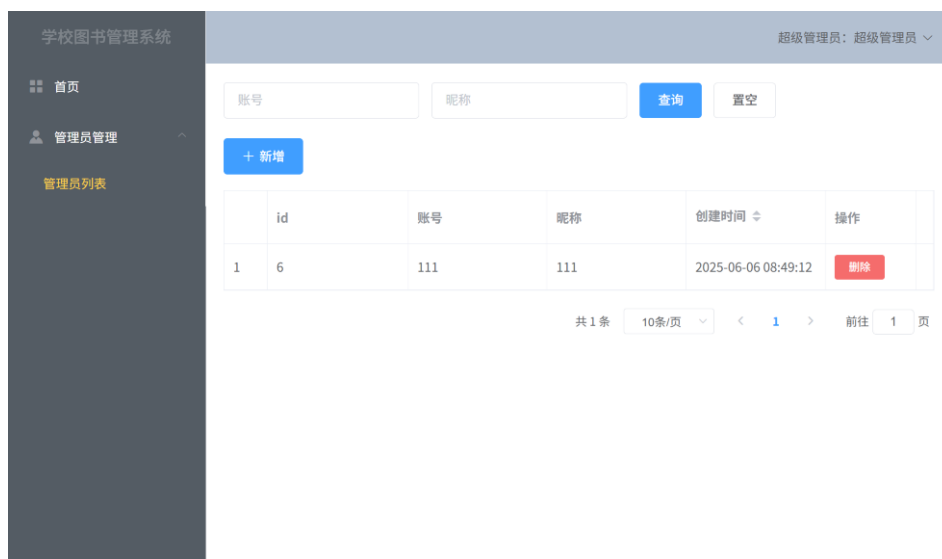 学校图书管理系统
超级管理员：超级管理员
首页
管理员管理
管理员列表
账号 昵称 查询 置空
+ 新增
id 账号 昵称 创建时间 操作
1 6 111 111 2025-06-06 08:49:12 删除
共 1 条 10条/页 < 1 > 前往 1 页